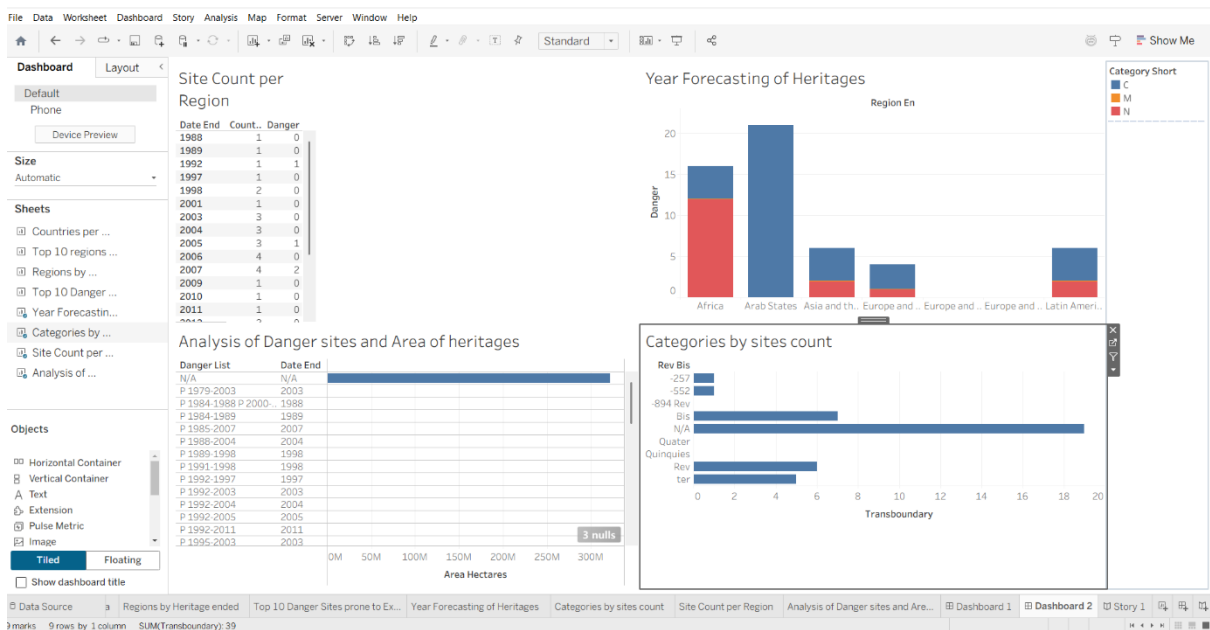 File Data Worksheet Dashboard Story Analysis Map Format Server Window Help
Standard
Show Me
Dashboard Layout
Default
Phone
Device Preview
Size
Automatic
Sheets
Countries per ...
Top 10 regions ...
Regions by ...
Top 10 Danger ...
Year Forecastin...
Categories by ...
Site Count per ...
Analysis of ...
Objects
Horizontal Container
Vertical Container
Text
Extension
Pulse Metric
Image
Tiled Floating
Show dashboard title
Site Count per
Region
Date End Count.. Danger
1988 1 0
1989 1 0
1992 1 1
1997 1 0
1998 2 0
2001 1 0
2003 3 0
2004 3 0
2005 3 1
2006 4 0
2007 4 2
2009 1 0
2010 1 0
2011 1 0
Year Forecasting of Heritages
Region En
20
15
10
5
0
Danger
Africa Arab States Asia and th.. Europe and .. Europe and .. Europe and .. Latin Ameri..
Category Short
C
M
N
Analysis of Danger sites and Area of heritages
Danger List Date End
N/A N/A
P 1979-2003 2003
P 1984-1988 P 2000-.. 1988
P 1984-1989 1989
P 1985-2007 2007
P 1988-2004 2004
P 1989-1998 1998
P 1991-1998 1998
P 1992-1997 1997
P 1992-2003 2003
P 1992-2004 2004
P 1992-2005 2005
P 1992-2011 2011
P 1995-2003 2003
3 nulls
0M 50M 100M 150M 200M 250M 300M
Area Hectares
Categories by sites count
Rev Bis
-257
-552
-894 Rev
Bis
N/A
Quater
Quinquies
Rev
ter
0 2 4 6 8 10 12 14 16 18 20
Transboundary
Data Source a Regions by Heritage ended Top 10 Danger Sites prone to Ex... Year Forecasting of Heritages Categories by sites count Site Count per Region Analysis of Danger sites and Are... Dashboard 1 Dashboard 2 Story 1
9 marks 9 rows by 1 column SUM(Transboundary): 39